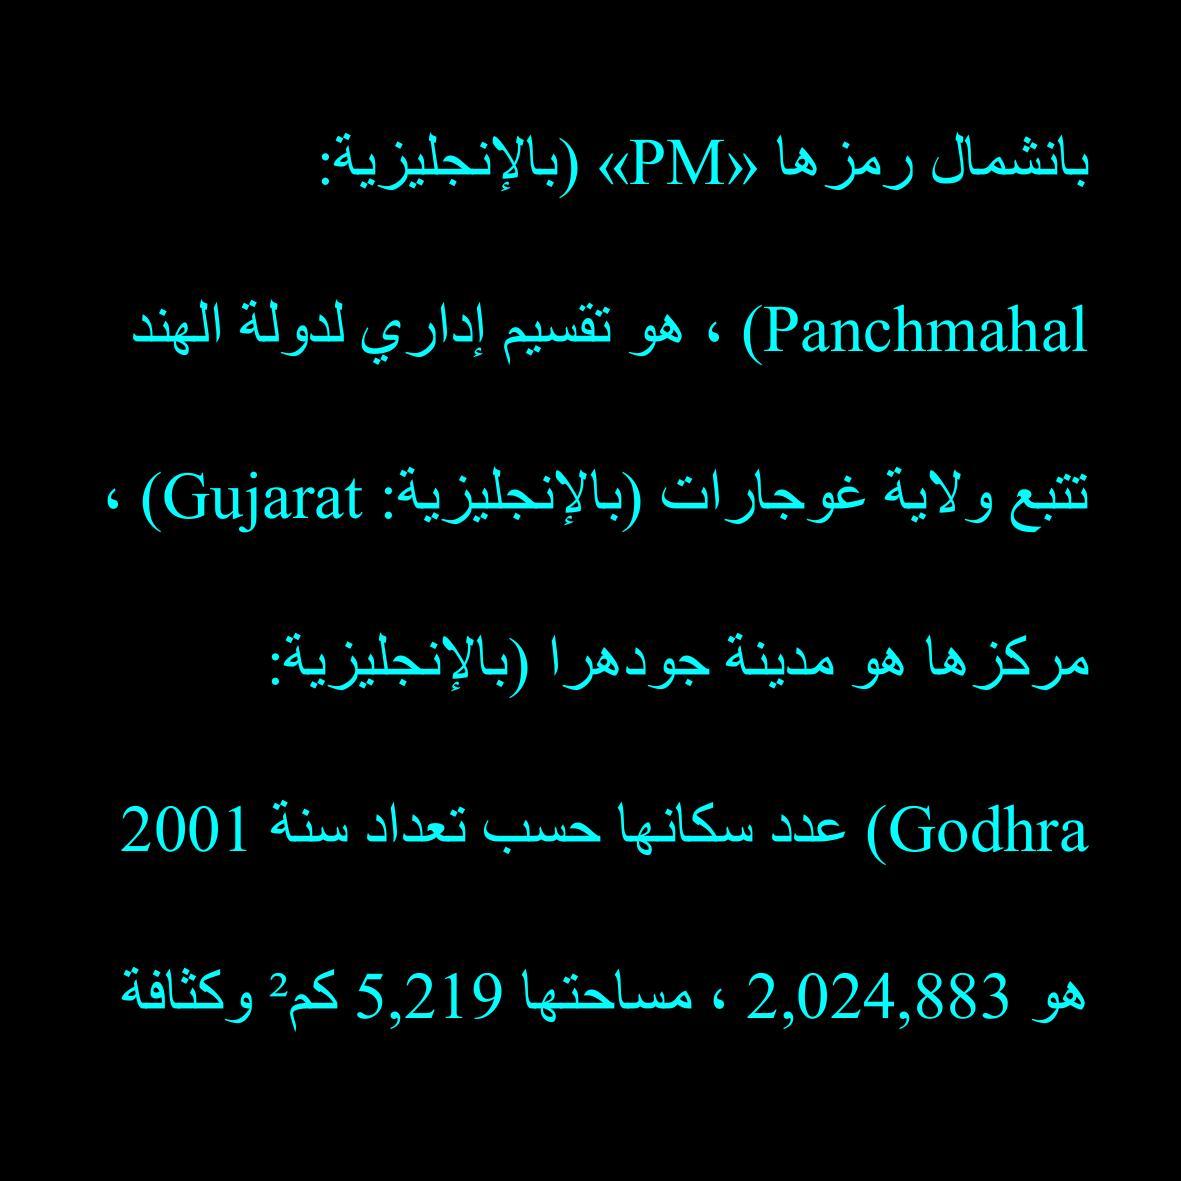 بانشمال رمزها «PM» (بالإنجليزية:
Panchmahal) ، هو تقسيم إداري لدولة الهند
تتبع ولاية غوجارات (بالإنجليزية: Gujarat) ،
مركزها هو مدينة جودهرا (بالإنجليزية:
Godhra) عدد سكانها حسب تعداد سنة 2001
هو 2,024,883 ، مساحتها 5,219 كم² وكثافة